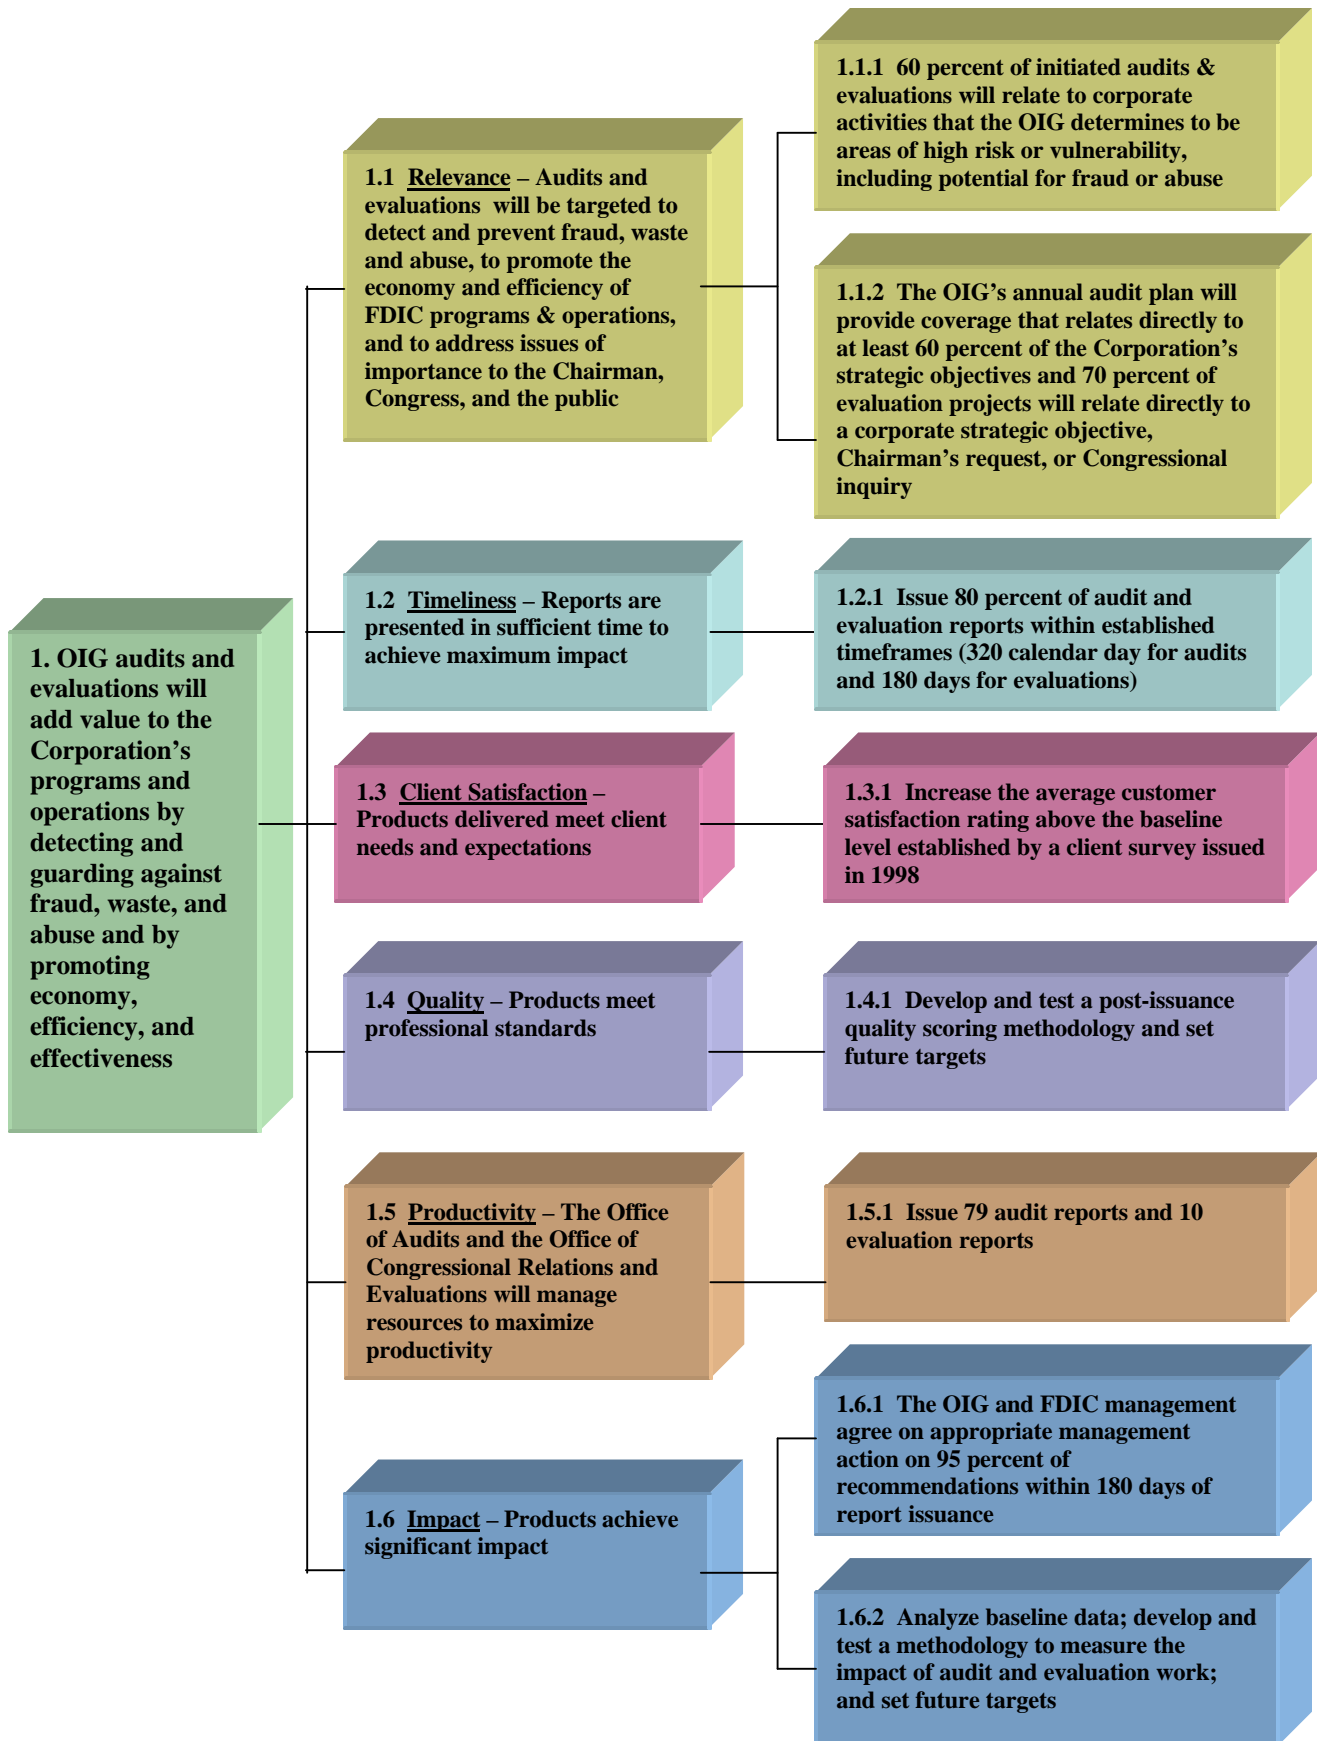 1. OIG audits and
evaluations will
add value to the
Corporation’s
programs and
operations by
detecting and
guarding against
fraud, waste, and
abuse and by
promoting
economy,
efficiency, and
effectiveness
1.1 Relevance – Audits and
evaluations will be targeted to
detect and prevent fraud, waste
and abuse, to promote the
economy and efficiency of
FDIC programs & operations,
and to address issues of
importance to the Chairman,
Congress, and the public
1.1.1 60 percent of initiated audits &
evaluations will relate to corporate
activities that the OIG determines to be
areas of high risk or vulnerability,
including potential for fraud or abuse
1.1.2 The OIG’s annual audit plan will
provide coverage that relates directly to
at least 60 percent of the Corporation’s
strategic objectives and 70 percent of
evaluation projects will relate directly to
a corporate strategic objective,
Chairman’s request, or Congressional
inquiry
1.2 Timeliness – Reports are
presented in sufficient time to
achieve maximum impact
1.2.1 Issue 80 percent of audit and
evaluation reports within established
timeframes (320 calendar day for audits
and 180 days for evaluations)
1.3 Client Satisfaction –
Products delivered meet client
needs and expectations
1.3.1 Increase the average customer
satisfaction rating above the baseline
level established by a client survey issued
in 1998
1.4 Quality – Products meet
professional standards
1.4.1 Develop and test a post-issuance
quality scoring methodology and set
future targets
1.5 Productivity – The Office
of Audits and the Office of
Congressional Relations and
Evaluations will manage
resources to maximize
productivity
1.5.1 Issue 79 audit reports and 10
evaluation reports
1.6 Impact – Products achieve
significant impact
1.6.1 The OIG and FDIC management
agree on appropriate management
action on 95 percent of
recommendations within 180 days of
report issuance
1.6.2 Analyze baseline data; develop and
test a methodology to measure the
impact of audit and evaluation work;
and set future targets